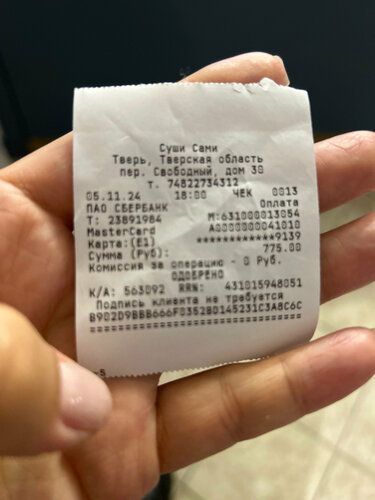 Суши Сами
Тверь, Тверская область
пер. Свободный, дом 30
т. 74822734312
05.11.24 18:00 ЧЕК 0013
ПАО СБЕРБАНК Оплата
Т: 23891984 М:631000013054
MasterCard A0000000041010
Карта:(E1) ************9139
Сумма (Руб): 775.00
Комиссия за операцию - 0 Руб.
ОДОБРЕНО
К/А: 563092 RRN: 431015948051
Подпись клиента не требуется
B902D9BBB666F0352B0145231C3A8C6C
================================